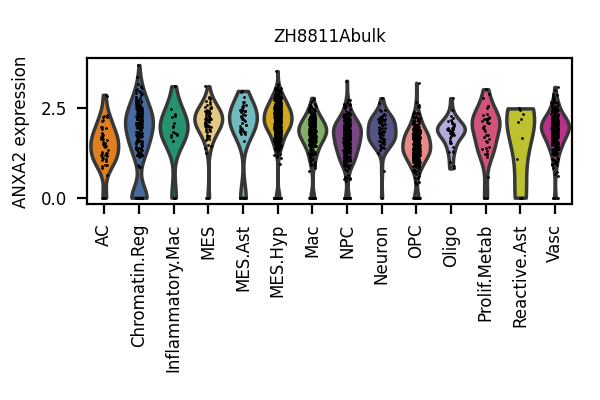 ZH8811Abulk
ANXA2 expression
2.5
0.0
AC
Chromatin.Reg
Inflammatory.Mac
MES
MES.Ast
MES.Hyp
Mac
NPC
Neuron
OPC
Oligo
Prolif.Metab
Reactive.Ast
Vasc